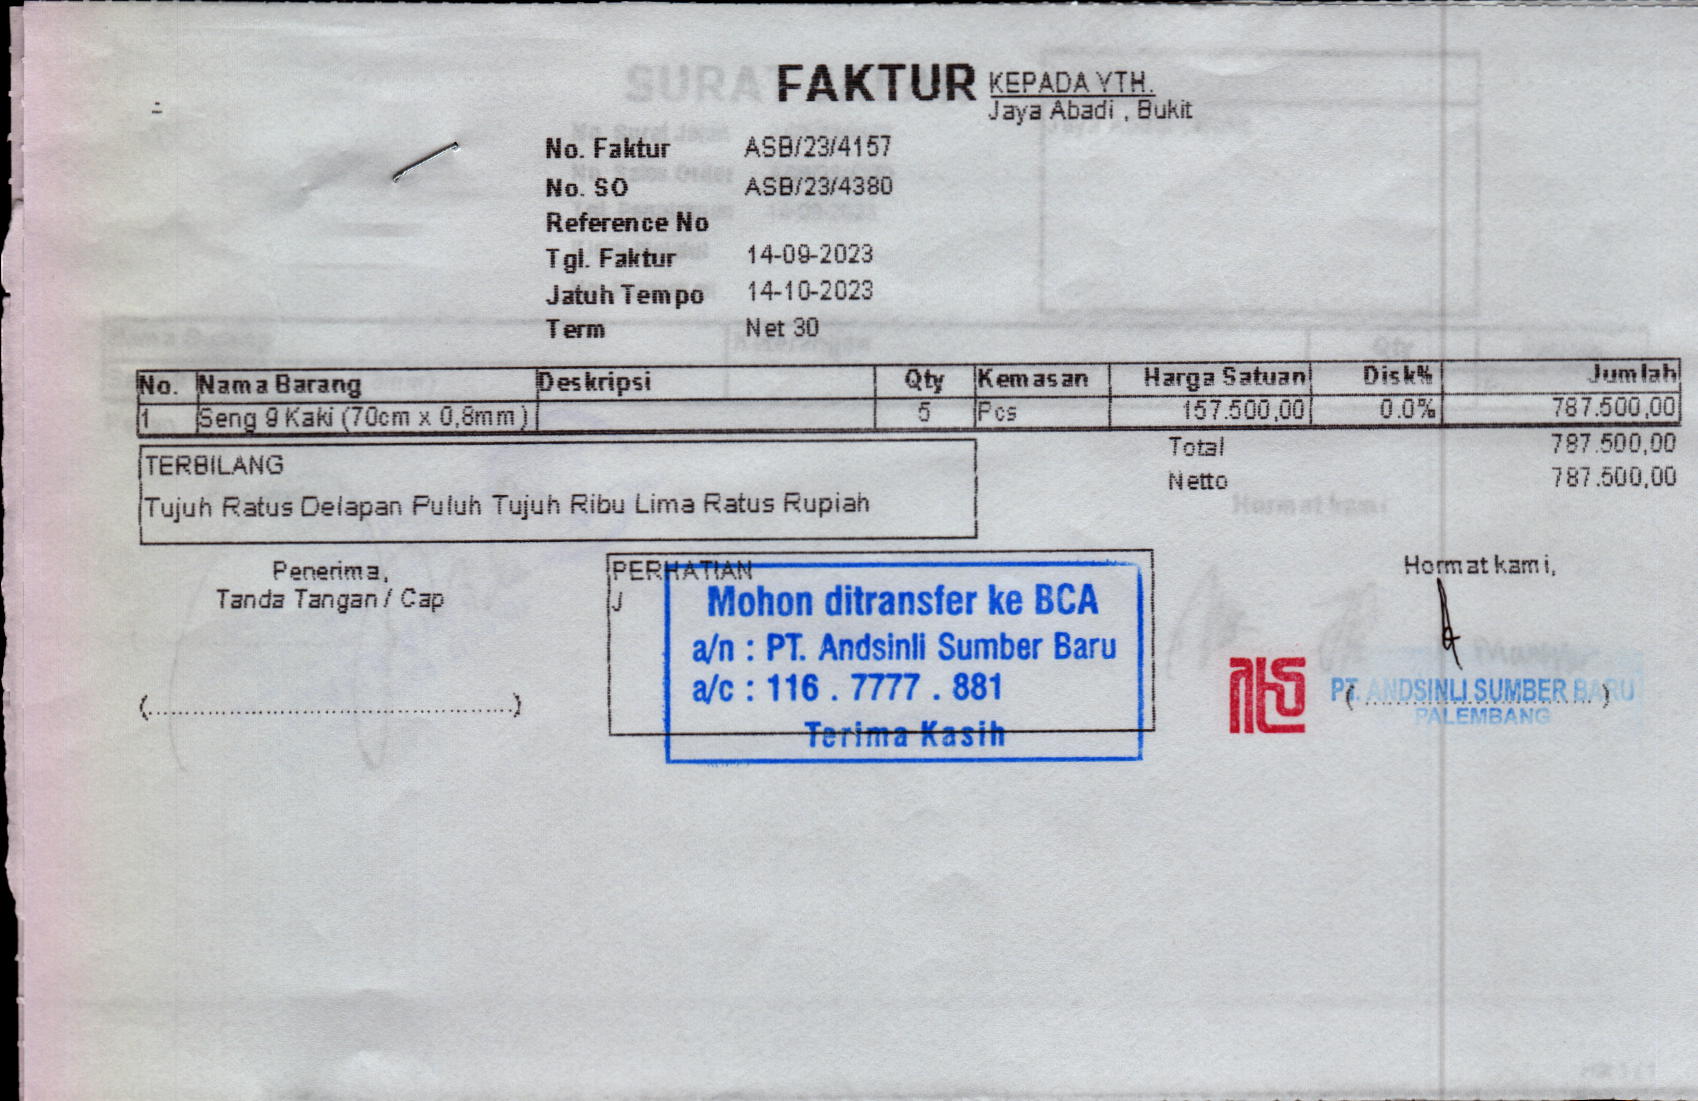 FAKTUR
KEPADA YTH.
Jaya Abadi , Bukit
No. Faktur ASB/23/4157
No. SO ASB/23/4380
Reference No
Tgl. Faktur 14-09-2023
Jatuh Tempo 14-10-2023
Term Net 30
No. Nama Barang Deskripsi Qty Kemasan Harga Satuan Disk% Jumlah
1 Seng 9 Kaki (70cm x 0,8mm) 5 Pcs 157.500,00 0.0% 787.500,00
Total 787.500,00
Netto 787.500,00
TERBILANG
Tujuh Ratus Delapan Puluh Tujuh Ribu Lima Ratus Rupiah
Penerima,
Tanda Tangan / Cap
(..............................................)
PERHATIAN
J
Mohon ditransfer ke BCA
a/n : PT. Andsinli Sumber Baru
a/c : 116 . 7777 . 881
Terima Kasih
Hormat kami,
PT. ANDSINLI SUMBER BARU
(..............................)
PALEMBANG